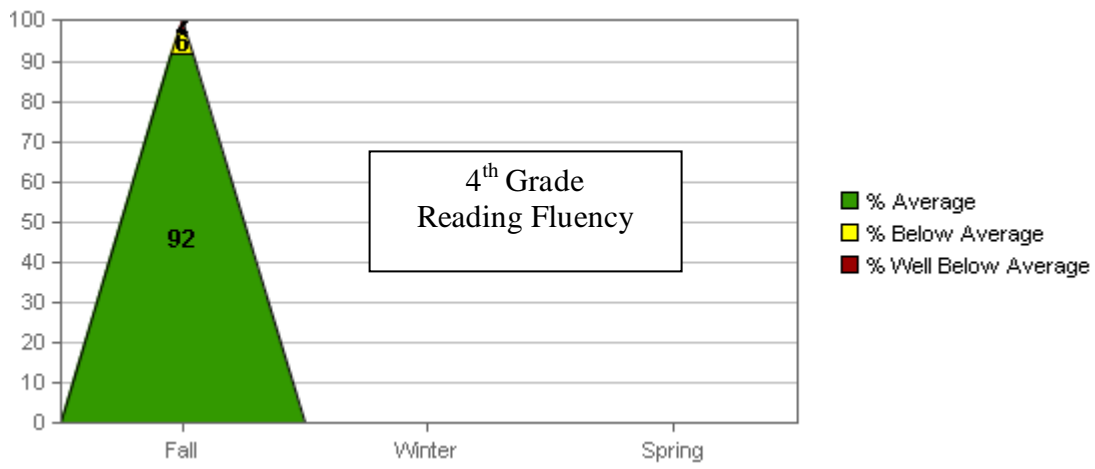 100
90
80
70
60
50
40
30
20
10
0
6
92
4th Grade
Reading Fluency
Fall
Winter
Spring
% Average
% Below Average
% Well Below Average